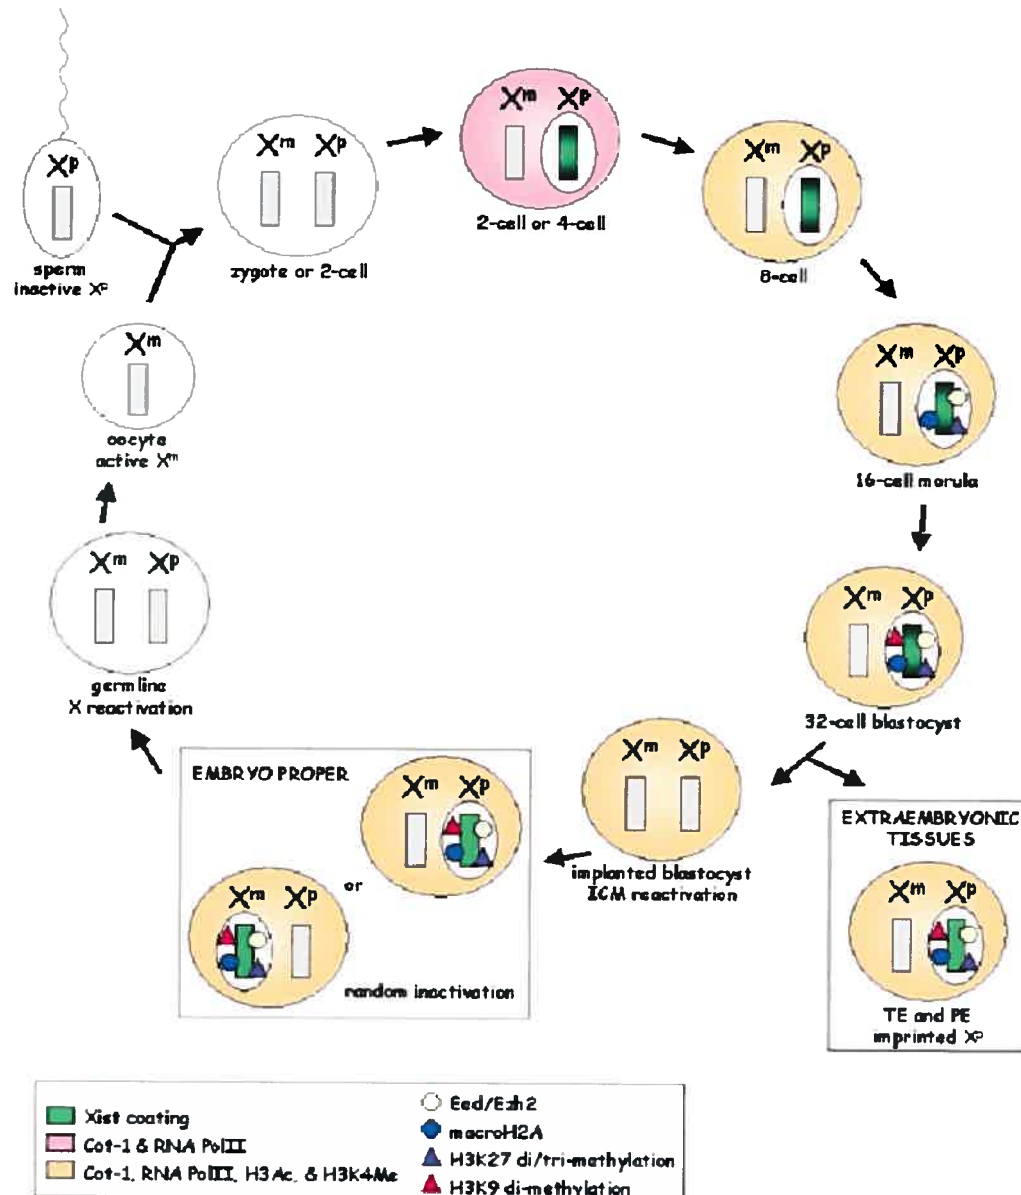 Xp
sperm
inactive Xp
Xm Xp
zygote or 2-cell
Xm Xp
2-cell or 4-cell
Xm Xp
8-cell
Xm
oocyte
active Xm
Xm Xp
16-cell morula
Xm Xp
germline
X reactivation
Xm Xp
32-cell blastocyst
EMBRYO PROPER
Xm Xp
or
Xm Xp
random inactivation
Xm Xp
implanted blastocyst
ICM reactivation
EXTRAEMBRYONIC
TISSUES
Xm Xp
TE and PE
imprinted Xp
Xist coating
Cot-1 & RNA PolII
Cot-1, RNA PolII, H3Ac, & H3K4Me
Eed/Ezh2
macroH2A
H3K27 di/tri-methylation
H3K9 di-methylation